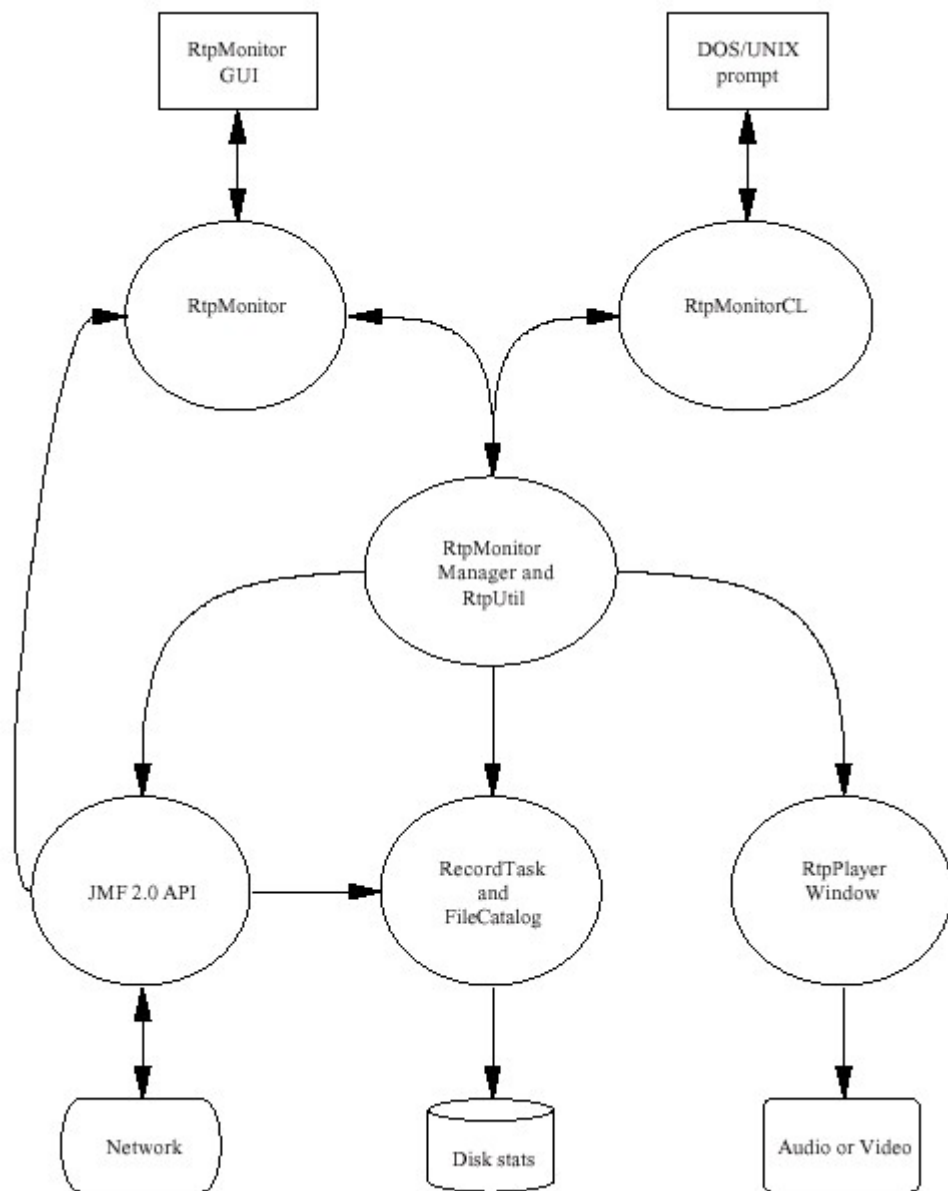 RtpMonitor
GUI
DOS/UNIX
prompt
RtpMonitor
RtpMonitorCL
RtpMonitor
Manager and
RtpUtil
JMF 2.0 API
RecordTask
and
FileCatalog
RtpPlayer
Window
Network
Disk stats
Audio or Video